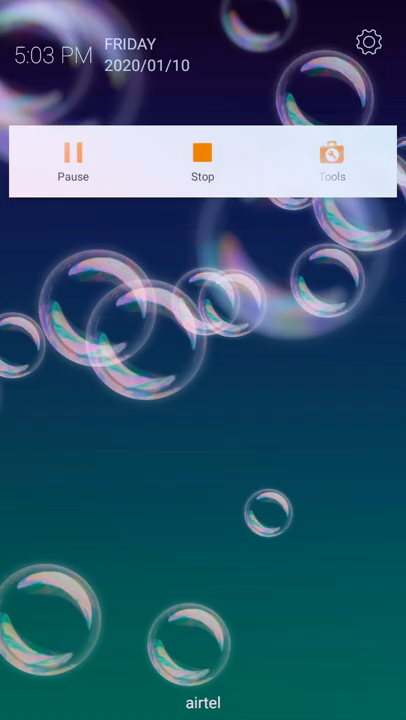 5:03 PM
FRIDAY
2020/01/10
Pause
Stop
Tools
airtel